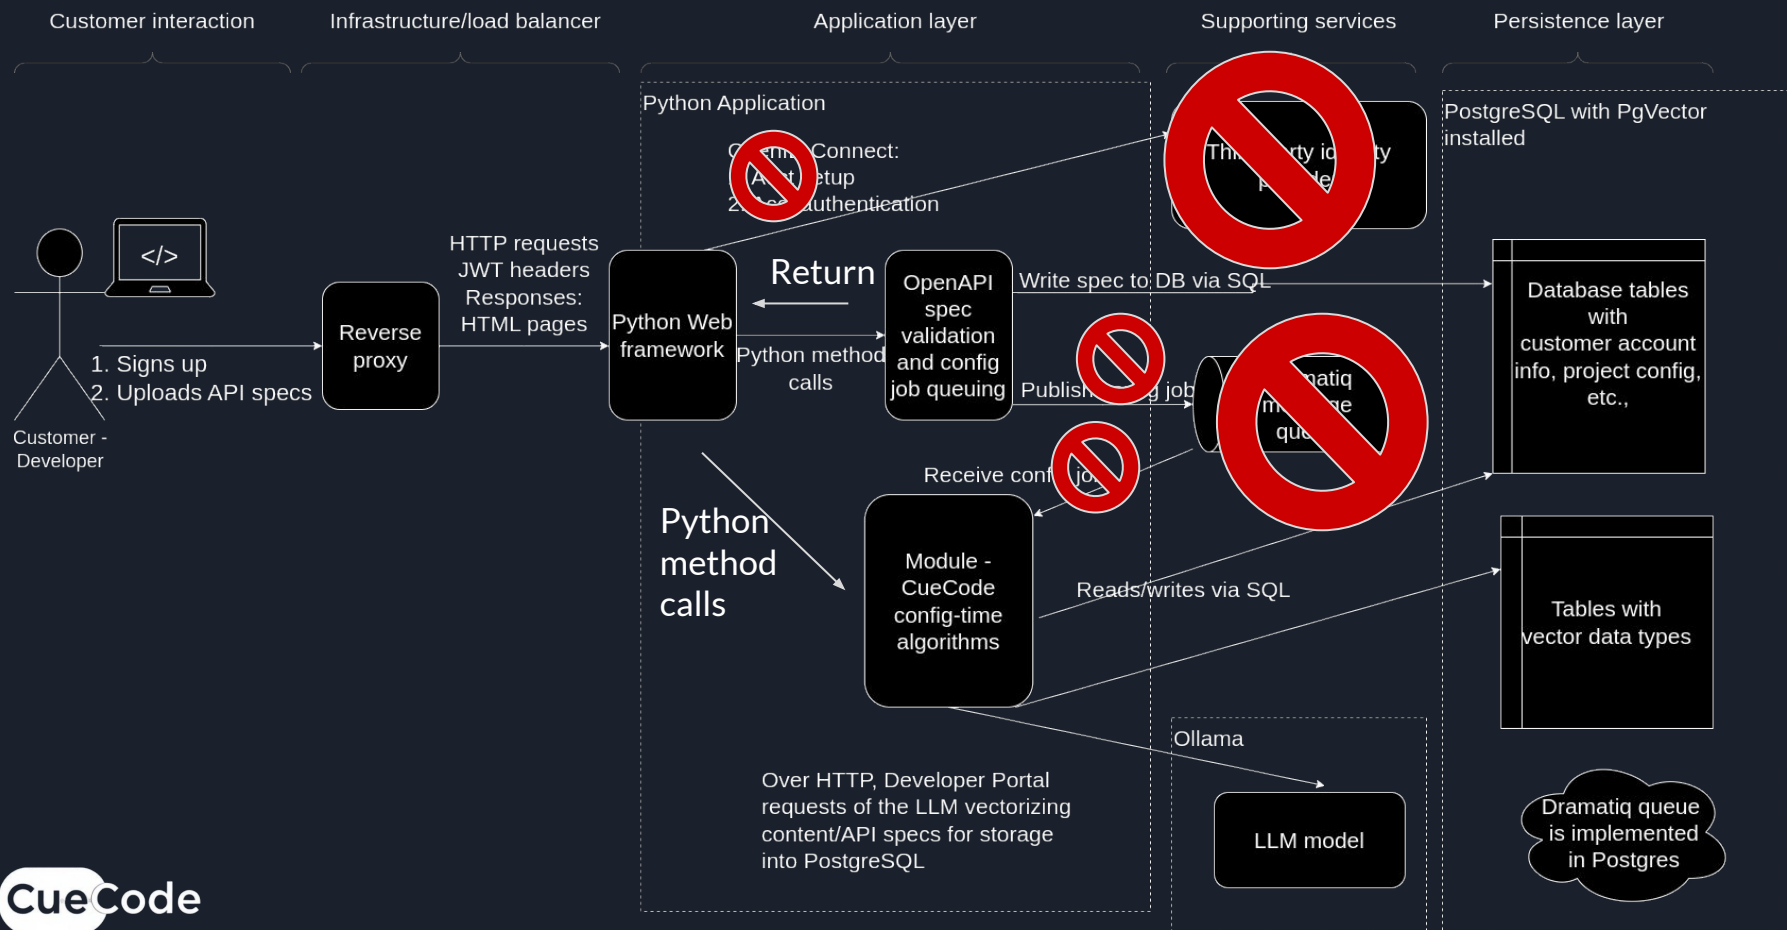 Customer interaction
Infrastructure/load balancer
Application layer
Supporting services
Persistence layer
Python Application
Connect:
2.
authentication
PostgreSQL with PgVector
installed
</>
HTTP requests
JWT headers
Responses:
HTML pages
1. Signs up
2. Uploads API specs
Customer -
Developer
Reverse
proxy
Python Web
framework
Return
Python method
calls
OpenAPI
spec
validation
and config
job queuing
Write spec to DB via SQL
Publish
job
Receive
Database tables
with
customer account
info, project config,
etc.,
Python
method
calls
Module -
CueCode
config-time
algorithms
Reads/writes via SQL
Tables with
vector data types
Ollama
LLM model
Over HTTP, Developer Portal
requests of the LLM vectorizing
content/API specs for storage
into PostgreSQL
Dramatiq queue
is implemented
in Postgres
CueCode